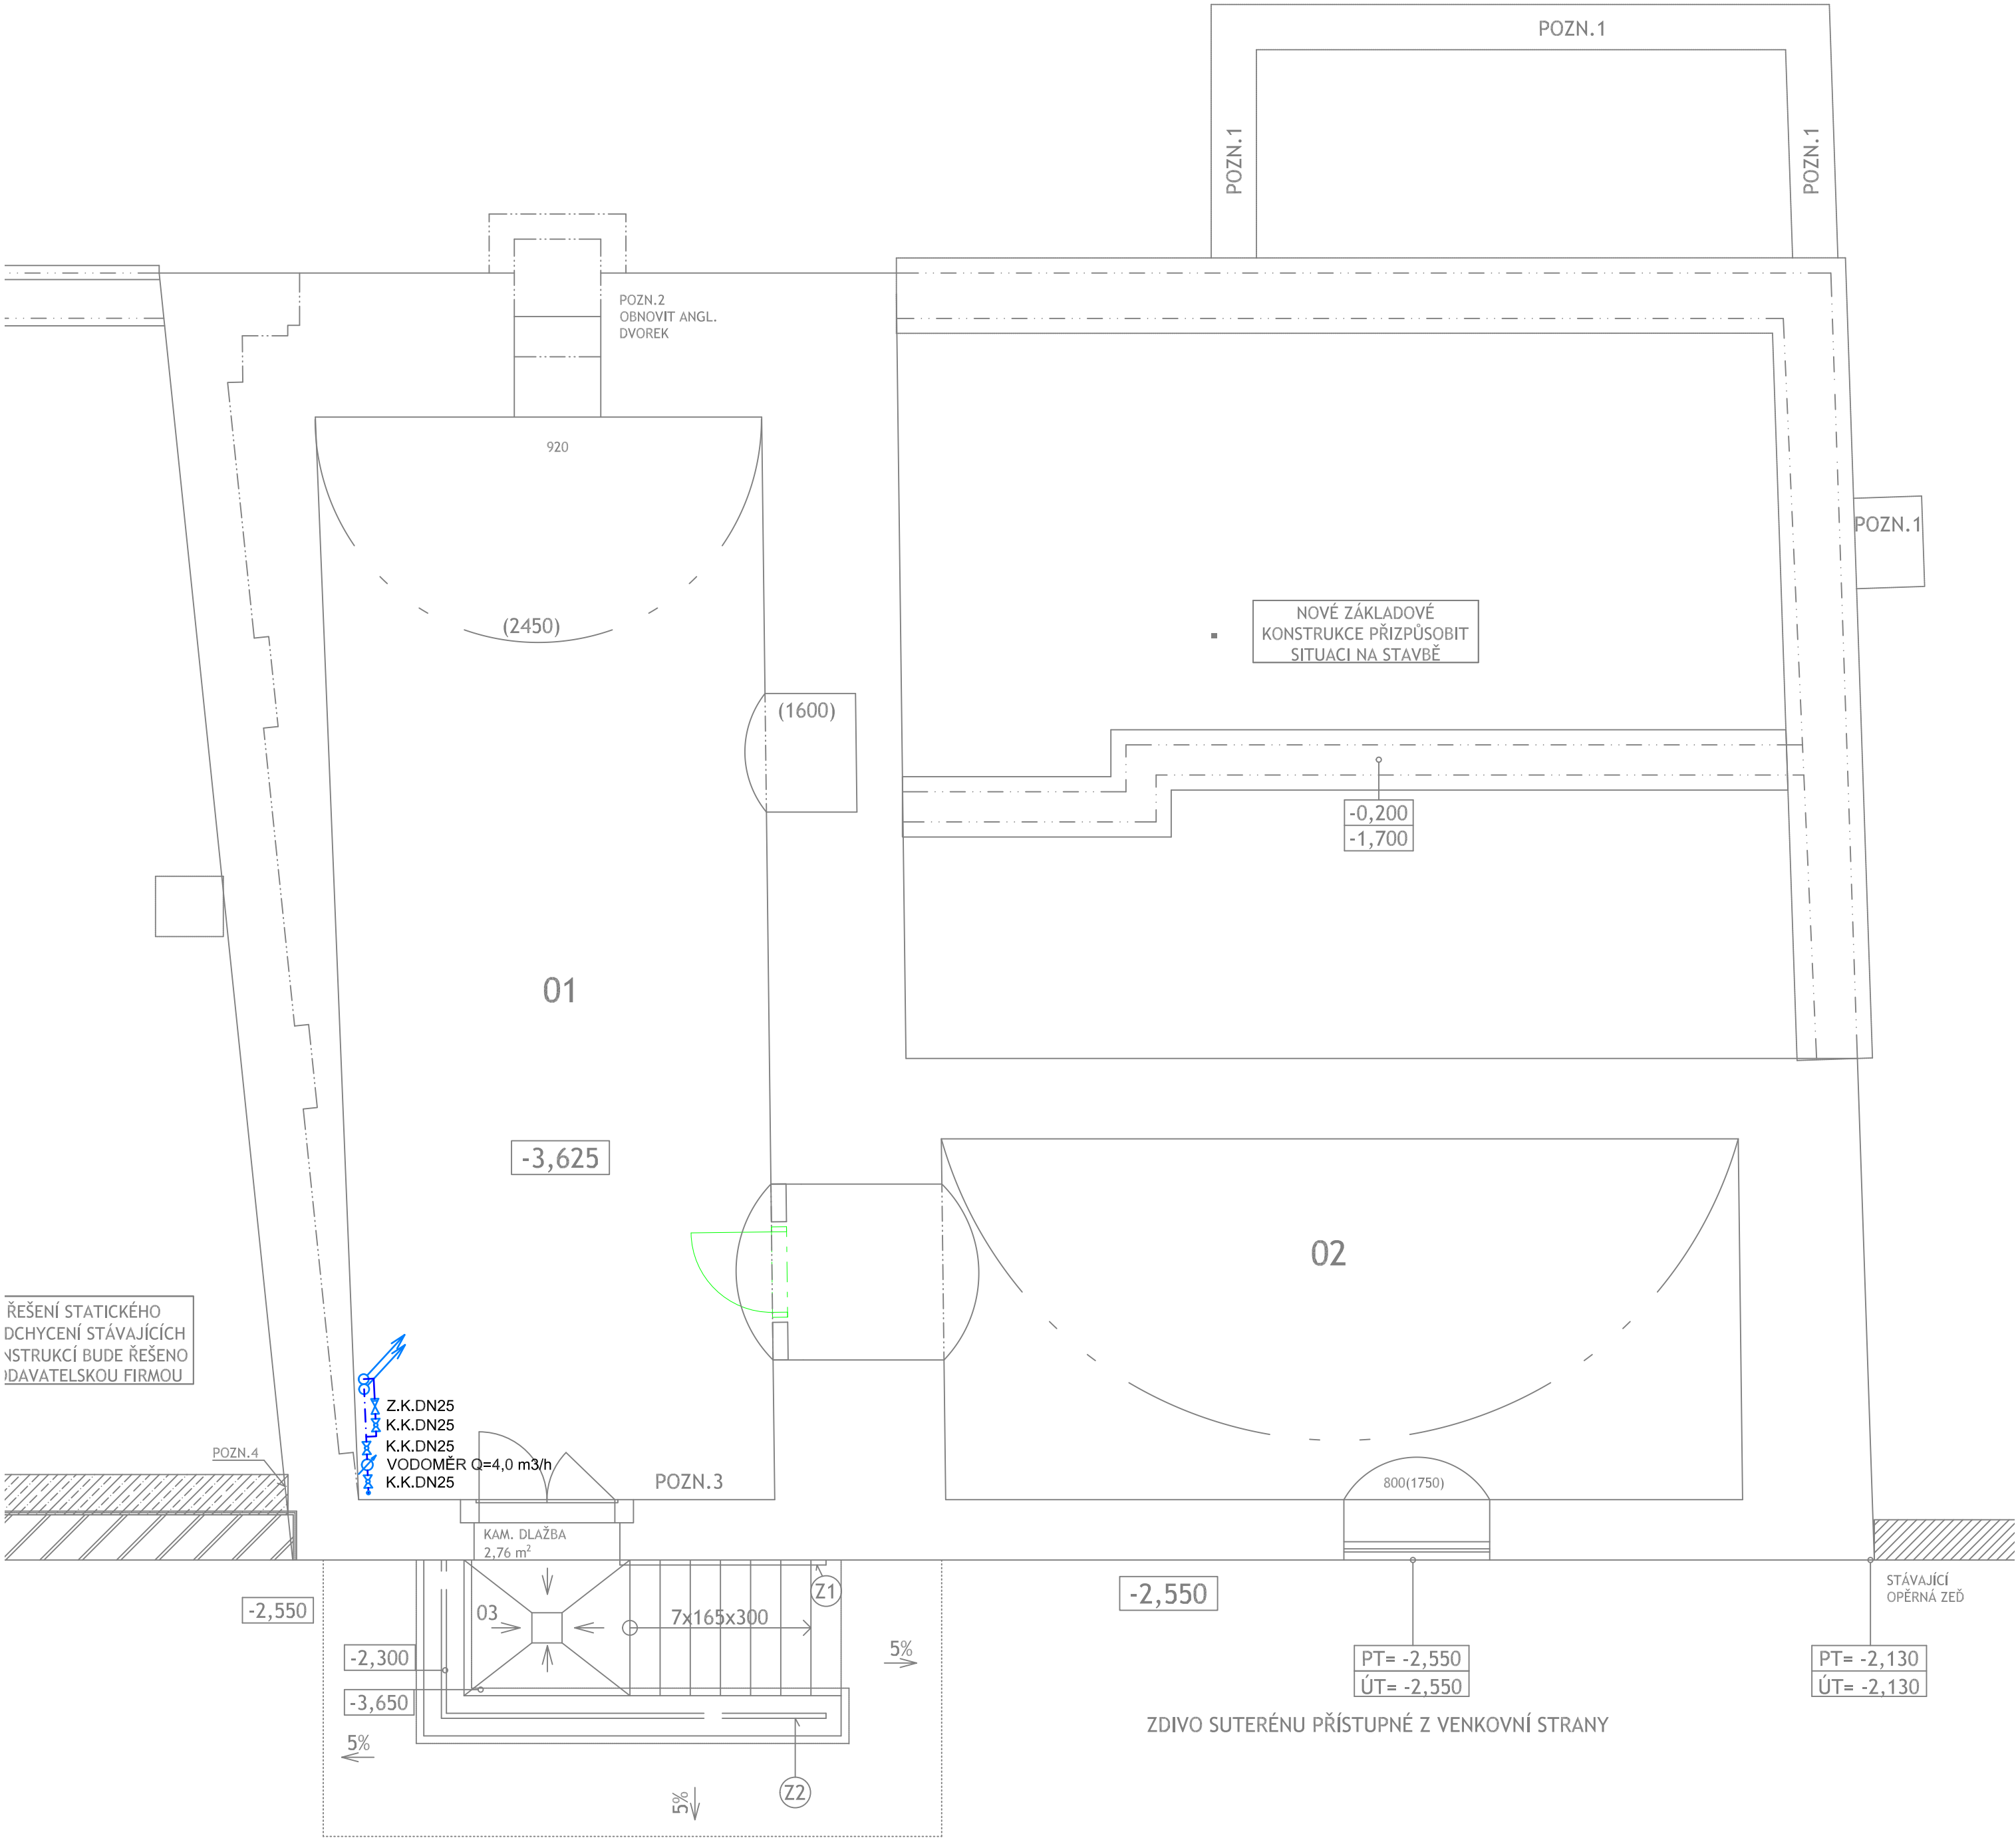 POZN.1
POZN.1
POZN.1
POZN.2
OBNOVIT ANGL.
DVOREK
920
POZN.1
(2450)
NOVÉ ZÁKLADOVÉ
KONSTRUKCE PŘIZPŮSOBIT
SITUACI NA STAVBĚ
(1600)
-0,200
-1,700
01
-3,625
02
ŘEŠENÍ STATICKÉHO
DCHYCENÍ STÁVAJÍCÍCH
NSTRUKCÍ BUDE ŘEŠENO
DAVATELSKOU FIRMOU
Z.K.DN25
K.K.DN25
K.K.DN25
VODOMĚR Q=4,0 m3/h
K.K.DN25
POZN.4
POZN.3
800(1750)
KAM. DLAŽBA
2,76 m²
Z1
-2,550
03
7x165x300
-2,550
STÁVAJÍCÍ
OPĚRNÁ ZEĎ
-2,300
-3,650
5%
PT= -2,550
ÚT= -2,550
PT= -2,130
ÚT= -2,130
ZDIVO SUTERÉNU PŘÍSTUPNÉ Z VENKOVNÍ STRANY
5%
Z2
5%